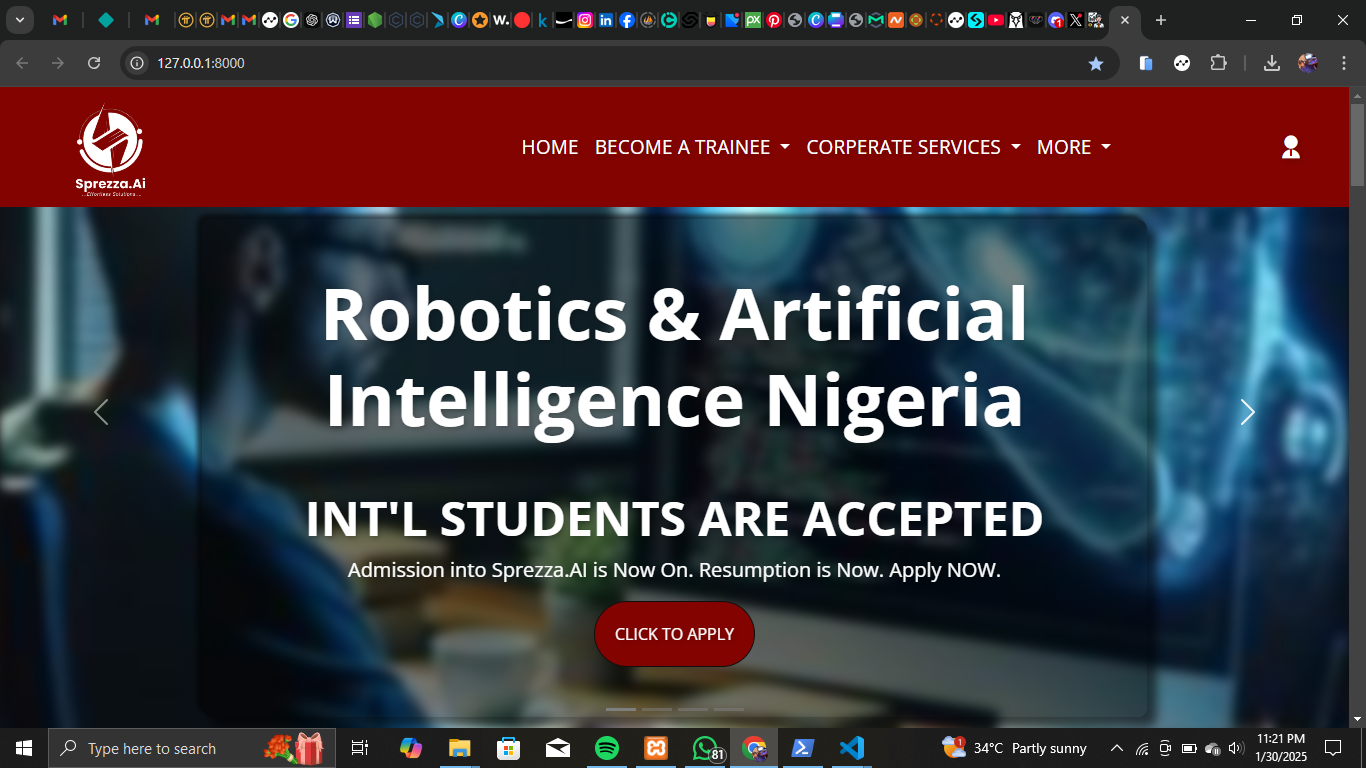 127.0.0.1:8000
HOME BECOME A TRAINEE CORPERATE SERVICES MORE
Sprezza.Ai
...Effortless Solutions...
Robotics & Artificial
Intelligence Nigeria
INT'L STUDENTS ARE ACCEPTED
Admission into Sprezza.AI is Now On. Resumption is Now. Apply NOW.
CLICK TO APPLY
Type here to search
81
34°C Partly sunny
11:21 PM
1/30/2025